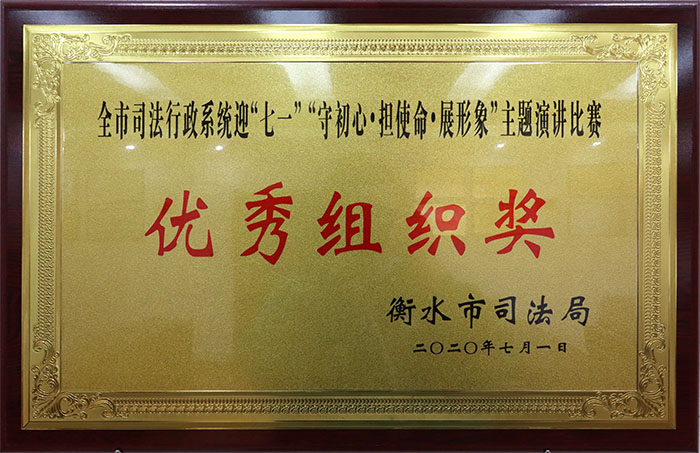 全市司法行政系统迎“七一”“守初心·担使命·展形象”主题演讲比赛
优秀组织奖
衡水市司法局
二〇二〇年七月一日